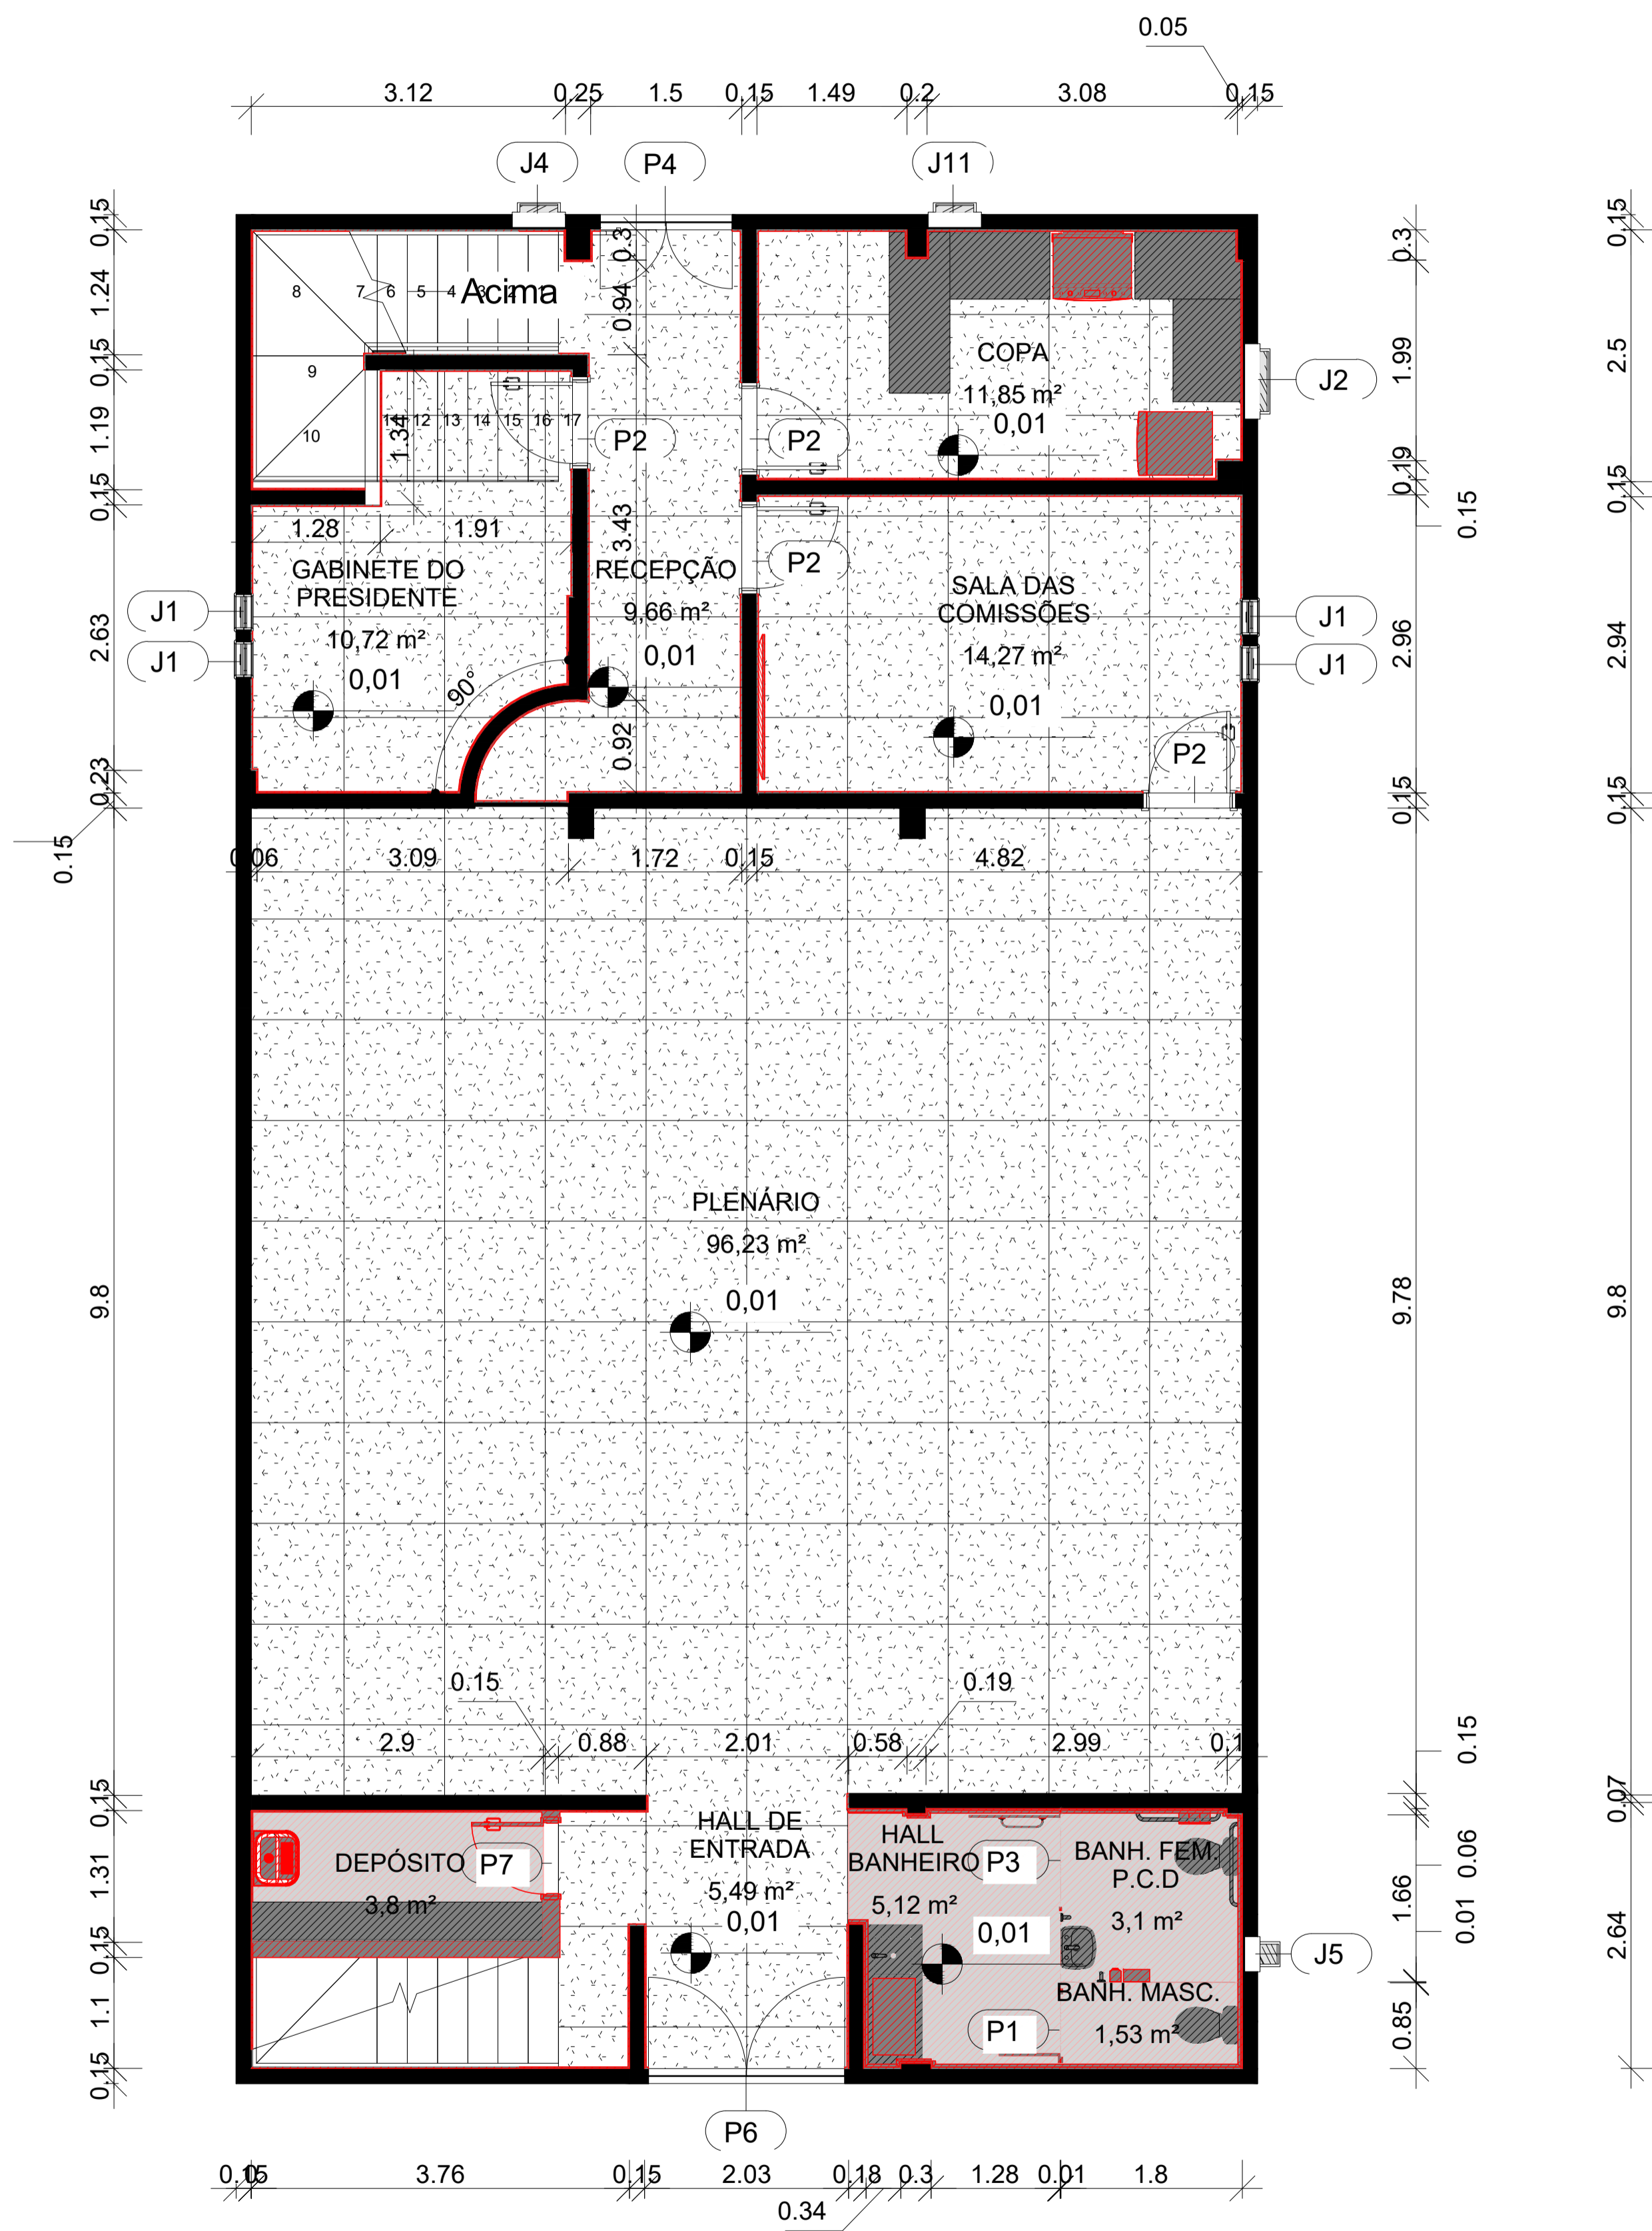 0.05
3.12 0.25 1.5 0.15 1.49 0.2 3.08 0.15
J4 P4 J11
0.15 0.3 0.3 0.15
8 7 6 5 4 3 2 1
Acima
1.24 0.94
COPA
11,85 m²
0,01
1.99 2.5
J2
0.15
9
10
11 12 13 14 15 16 17
1.34
1.19
P2 P2
0.19
0.15 0.15 0.15
1.28 1.91
3.43
P2
GABINETE DO
PRESIDENTE
10,72 m²
0,01
RECEPÇÃO
9,66 m²
0,01
SALA DAS
COMISSÕES
14,27 m²
0,01
J1 J1
J1 J1
2.63 2.96 2.94
90°
0.92
P2
0.23
0.15 0.15
0.15
0.06 3.09 1.72 0.15 4.82
PLENÁRIO
96,23 m²
0,01
9.8 9.78 9.8
0.15 0.19
2.9 0.88 2.01 0.58 2.99 0.1
0.15
0.15 0.07
HALL DE
ENTRADA
5,49 m²
0,01
HALL
BANHEIRO
5,12 m²
0,01
P3
BANH. FEM.
P.C.D
3,1 m²
DEPÓSITO
3,8 m²
P7
1.31 1.66 0.06
0.01
0.15
J5
2.64
BANH. MASC.
1,53 m²
P1
1.1 0.85
0.15
P6
0.15 3.76 0.15 2.03 0.18 0.3 1.28 0.01 1.8
0.34